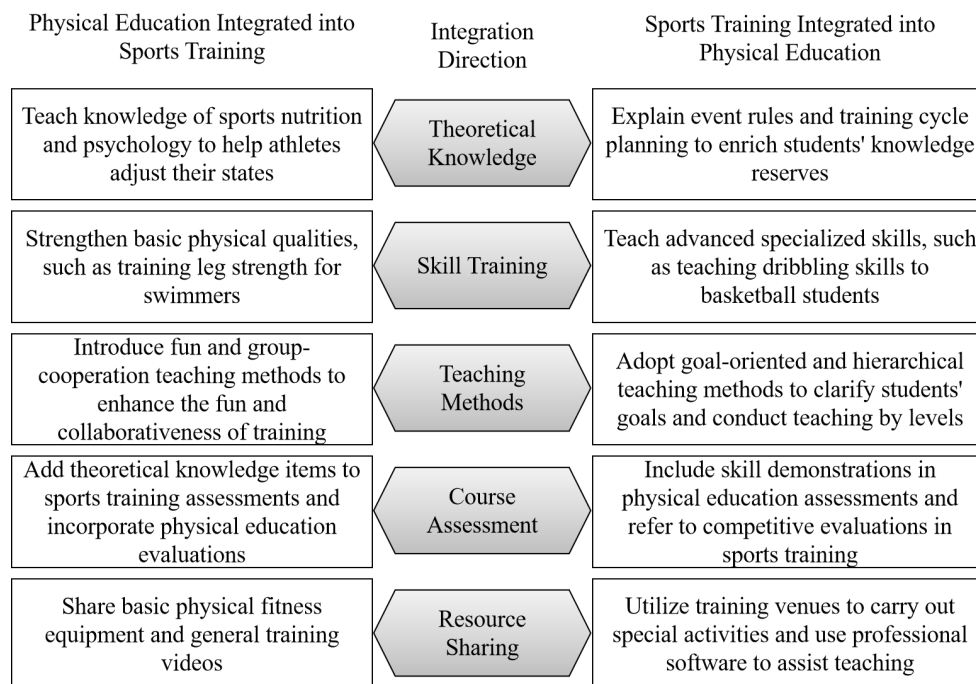 Physical Education Integrated into
Sports Training
Integration
Direction
Sports Training Integrated into
Physical Education
Teach knowledge of sports nutrition
and psychology to help athletes
adjust their states
Theoretical
Knowledge
Explain event rules and training cycle
planning to enrich students' knowledge
reserves
Strengthen basic physical qualities,
such as training leg strength for
swimmers
Skill Training
Teach advanced specialized skills, such
as teaching dribbling skills to
basketball students
Introduce fun and group-
cooperation teaching methods to
enhance the fun and
collaborativeness of training
Teaching
Methods
Adopt goal-oriented and hierarchical
teaching methods to clarify students'
goals and conduct teaching by levels
Add theoretical knowledge items to
sports training assessments and
incorporate physical education
evaluations
Course
Assessment
Include skill demonstrations in
physical education assessments and
refer to competitive evaluations in
sports training
Share basic physical fitness
equipment and general training
videos
Resource
Sharing
Utilize training venues to carry out
special activities and use professional
software to assist teaching